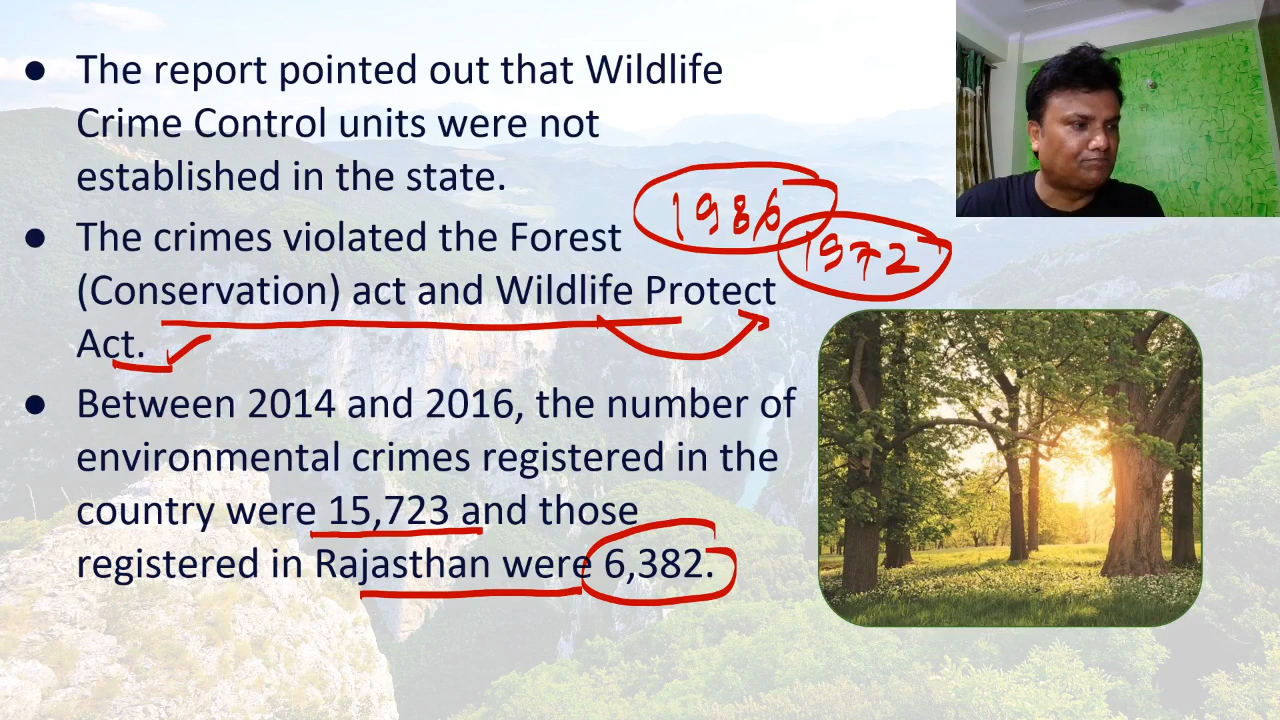 ● The report pointed out that Wildlife
Crime Control units were not
established in the state.
1986
● The crimes violated the Forest
1972
(Conservation) act and Wildlife Protect
Act.
● Between 2014 and 2016, the number of
environmental crimes registered in the
country were 15,723 and those
registered in Rajasthan were 6,382.